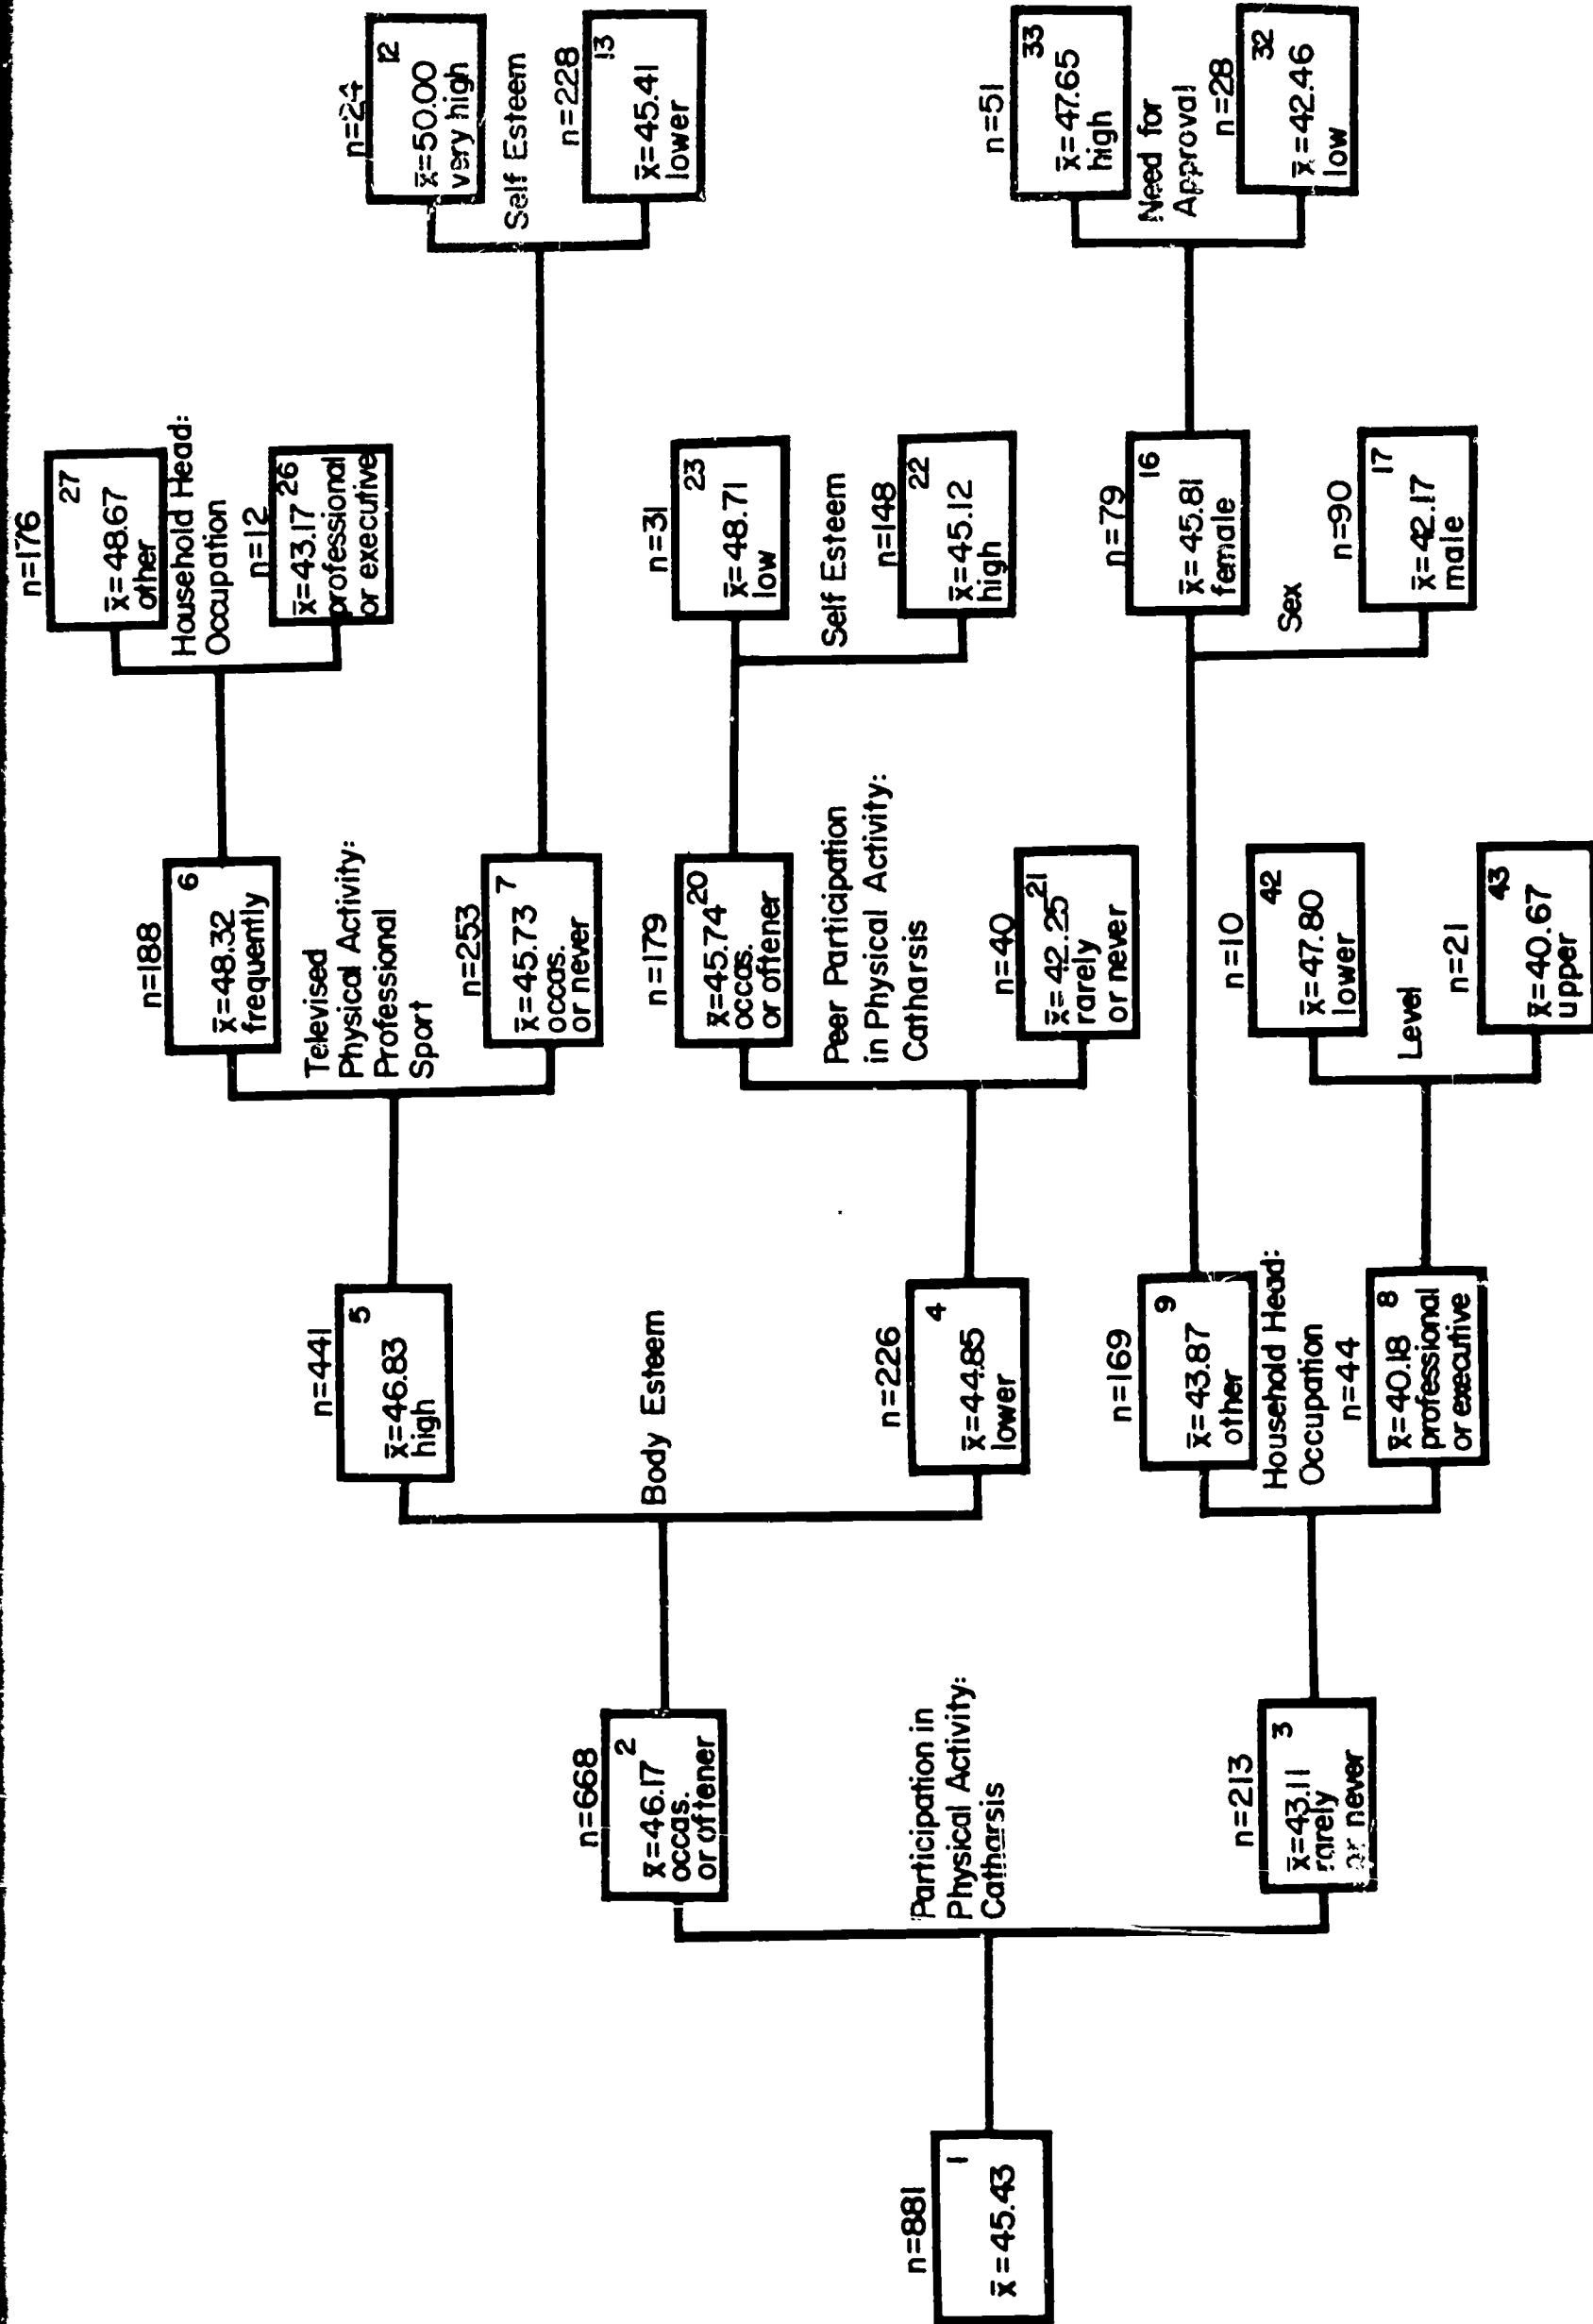 n=881
1
x̄=45.43
Participation in
Physical Activity:
Catharsis
n=668
2
x̄=46.17
occas.
or oftener
n=213
3
x̄=43.11
rarely
or never
Body Esteem
n=441
5
x̄=46.83
high
n=226
4
x̄=44.85
lower
Household Head:
Occupation
n=169
9
x̄=43.87
other
n=44
8
x̄=40.18
professional
or executive
Televised
Physical Activity:
Professional
Sport
n=188
6
x̄=48.32
frequently
n=253
7
x̄=45.73
occas.
or never
Peer Participation
in Physical Activity:
Catharsis
n=179
20
x̄=45.74
occas.
or oftener
n=40
21
x̄=42.25
rarely
or never
Level
n=10
42
x̄=47.80
lower
n=21
43
x̄=40.67
upper
Household Head:
Occupation
n=176
27
x̄=48.67
other
n=12
26
x̄=43.17
professional
or executive
Self Esteem
n=31
23
x̄=48.71
low
n=148
22
x̄=45.12
high
Sex
n=79
16
x̄=45.81
female
n=90
17
x̄=42.17
male
Self Esteem
n=24
12
x̄=50.00
very high
n=228
13
x̄=45.41
lower
Need for
Approval
n=51
33
x̄=47.65
high
n=28
32
x̄=42.46
low